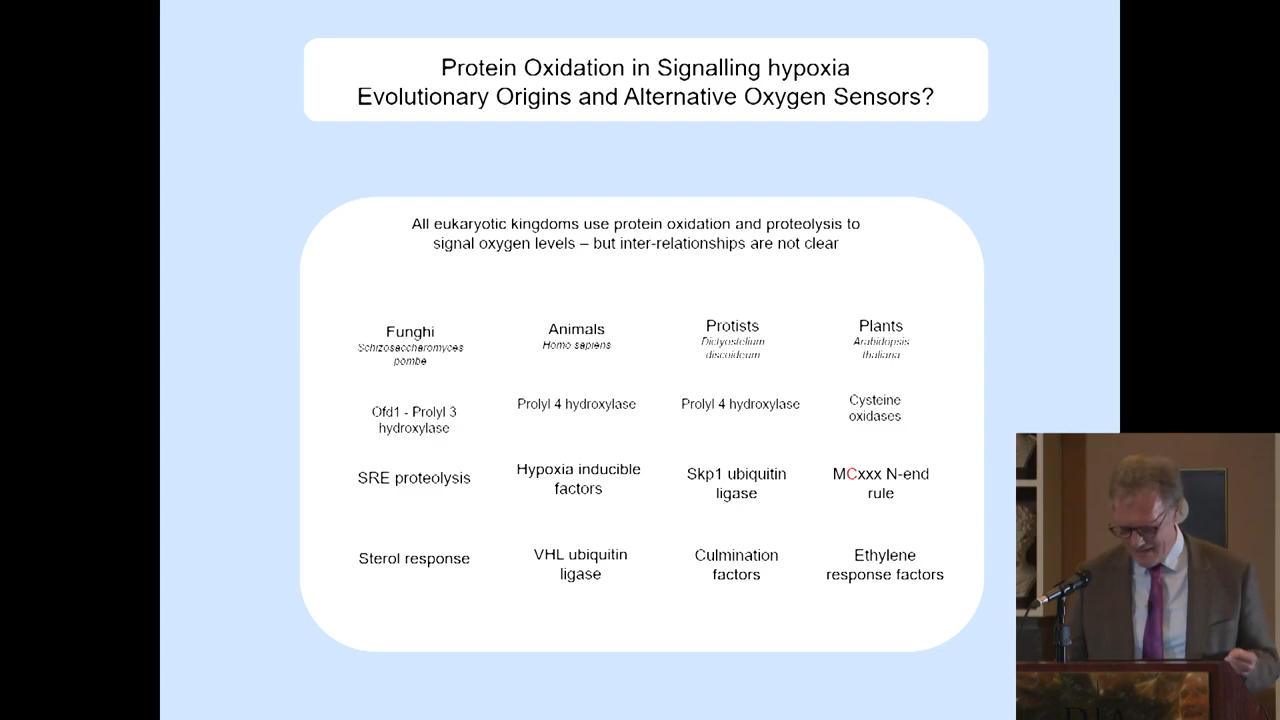 Protein Oxidation in Signalling hypoxia
Evolutionary Origins and Alternative Oxygen Sensors?
All eukaryotic kingdoms use protein oxidation and proteolysis to
signal oxygen levels – but inter-relationships are not clear
Funghi
Schizosaccharomyces
pombe
Animals
Homo sapiens
Protists
Dictyostelium
discoideum
Plants
Arabidopsis
thaliana
Ofd1 - Prolyl 3
hydroxylase
Prolyl 4 hydroxylase
Prolyl 4 hydroxylase
Cysteine
oxidases
SRE proteolysis
Hypoxia inducible
factors
Skp1 ubiquitin
ligase
MCxxx N-end
rule
Sterol response
VHL ubiquitin
ligase
Culmination
factors
Ethylene
response factors